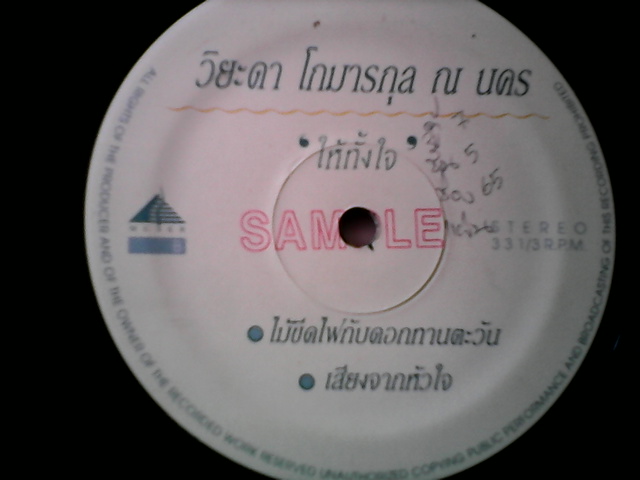 วิยะดา โกมารกุล ณ นคร
'ให้ทั้งใจ'
SAMPLE
STEREO
33 1/3 R.P.M.
ไม้ขีดไฟกับดอกทานตะวัน
เสียงจากหัวใจ
ALL RIGHTS OF THE PRODUCER AND OF THE OWNER OF THE RECORDED WORK RESERVED UNAUTHORIZED COPYING PUBLIC PERFORMANCE AND BROADCASTING OF THIS RECORDING PROHIBITED